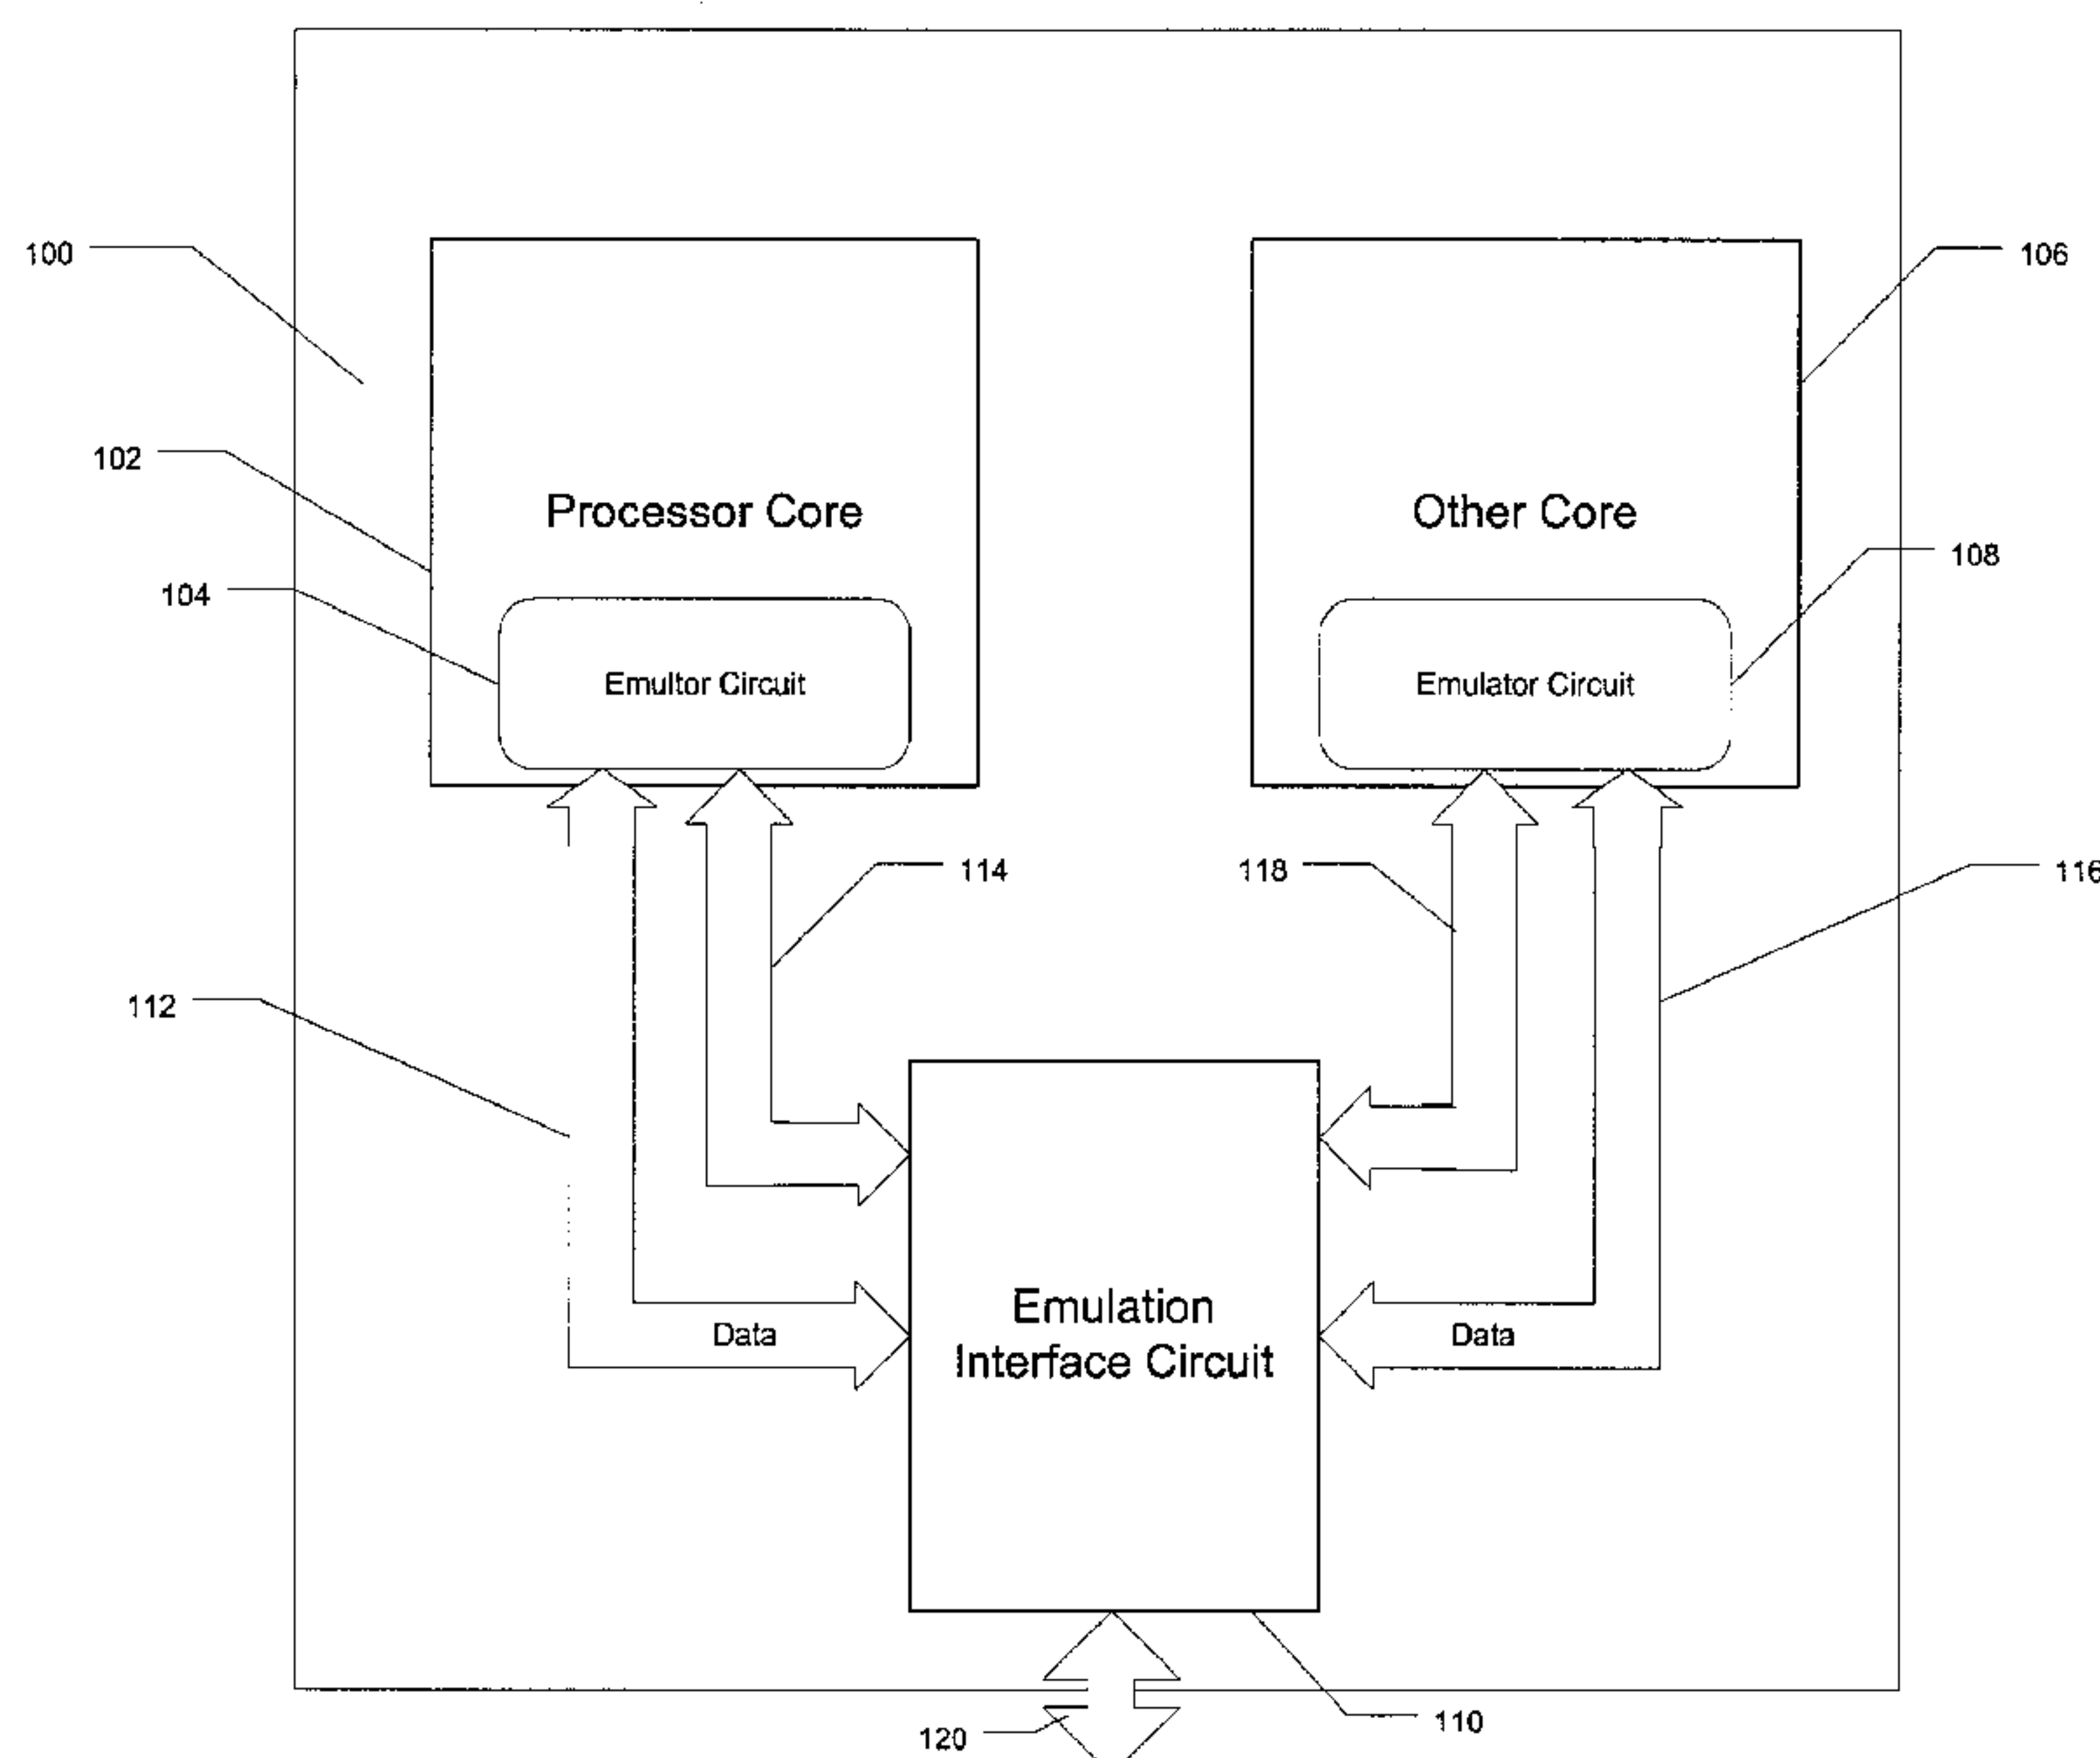 100
106
102
Processor Core
Other Core
104
108
Emultor Circuit
Emulator Circuit
114
118
116
112
Emulation
Interface Circuit
Data
Data
120
110